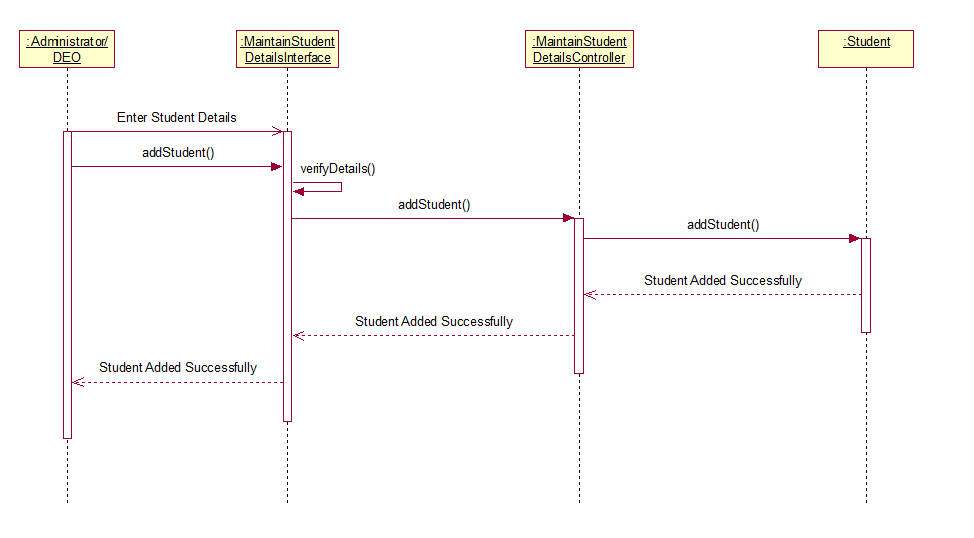 :Administrator/
DEO
:MaintainStudent
DetailsInterface
:MaintainStudent
DetailsController
:Student
Enter Student Details
addStudent()
verifyDetails()
addStudent()
addStudent()
Student Added Successfully
Student Added Successfully
Student Added Successfully